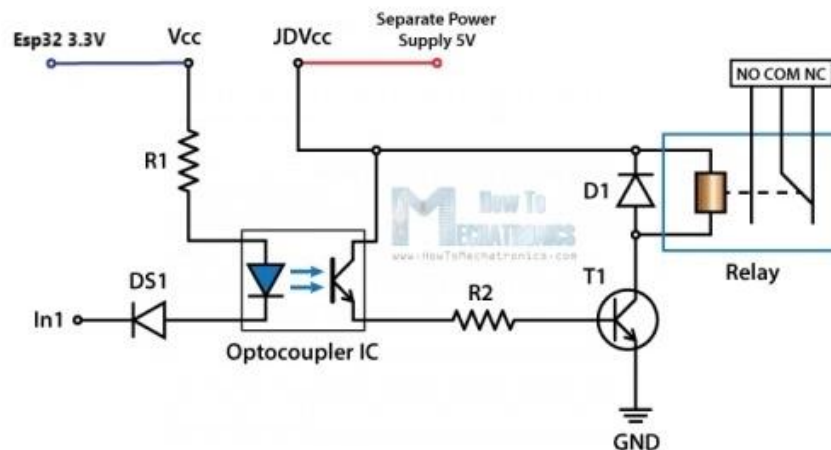 Esp32 3.3V
Vcc
JDVcc
Separate Power
Supply 5V
NO COM NC
R1
D1
How To
MECHATRONICS
www.HowToMechatronics.com
Relay
DS1
In1
R2
T1
Optocoupler IC
GND